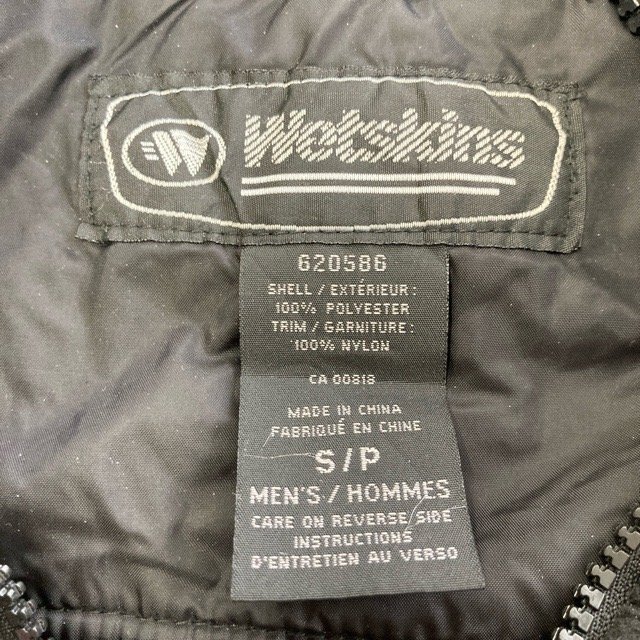 W Wetskins
620586
SHELL / EXTÉRIEUR :
100% POLYESTER
TRIM / GARNITURE :
100% NYLON
CA 00818
MADE IN CHINA
FABRIQUÉ EN CHINE
S/P
MEN'S / HOMMES
CARE ON REVERSE SIDE
INSTRUCTIONS
D'ENTRETIEN AU VERSO